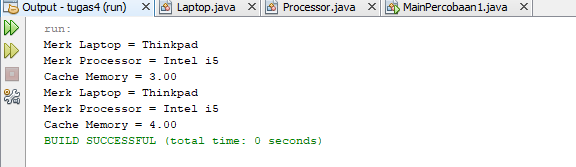 Output - tugas4 (run) Laptop.java Processor.java MainPercobaan1.java
run:
Merk Laptop = Thinkpad
Merk Processor = Intel i5
Cache Memory = 3.00
Merk Laptop = Thinkpad
Merk Processor = Intel i5
Cache Memory = 4.00
BUILD SUCCESSFUL (total time: 0 seconds)